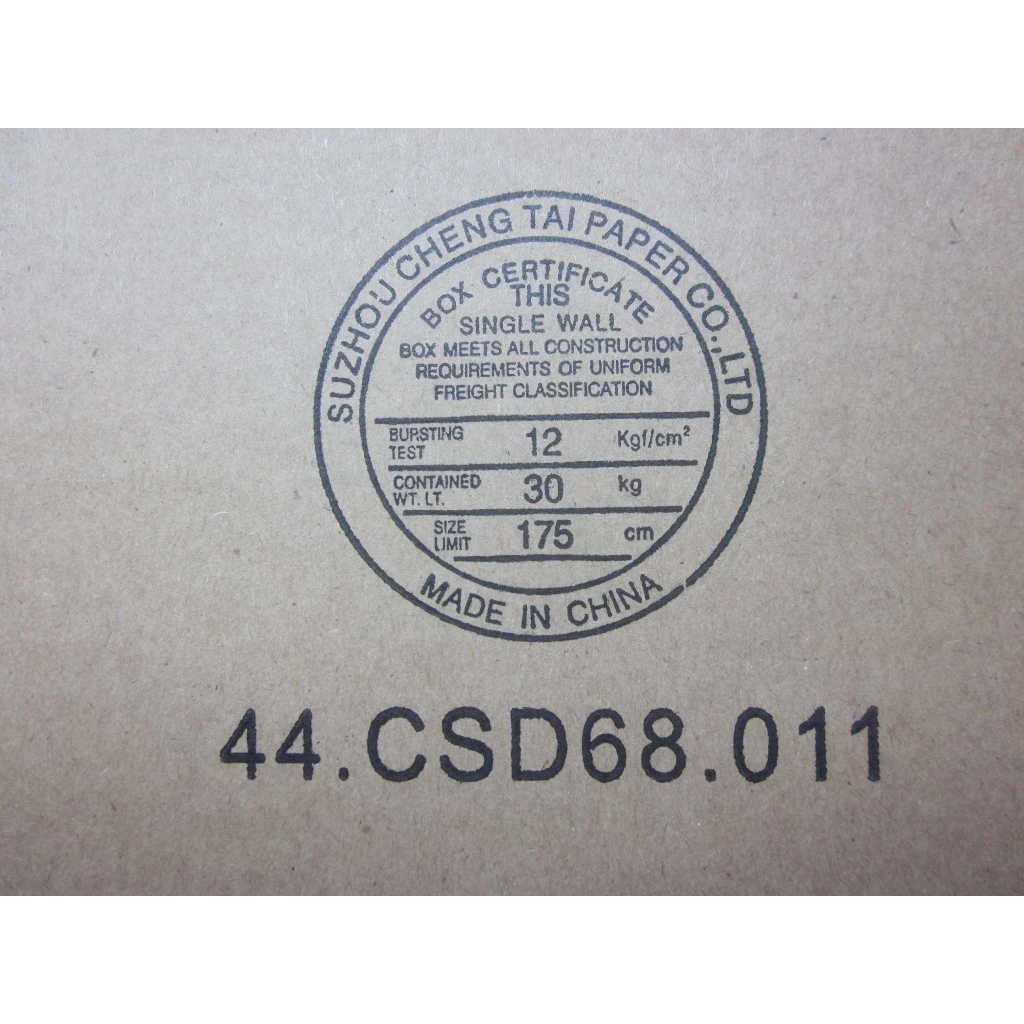 SUZHOU CHENG TAI PAPER CO.,LTD
BOX CERTIFICATE
THIS
SINGLE WALL
BOX MEETS ALL CONSTRUCTION
REQUIREMENTS OF UNIFORM
FREIGHT CLASSIFICATION
BURSTING TEST 12 Kgf/cm²
CONTAINED WT. LT. 30 kg
SIZE LIMIT 175 cm
MADE IN CHINA
44.CSD68.011